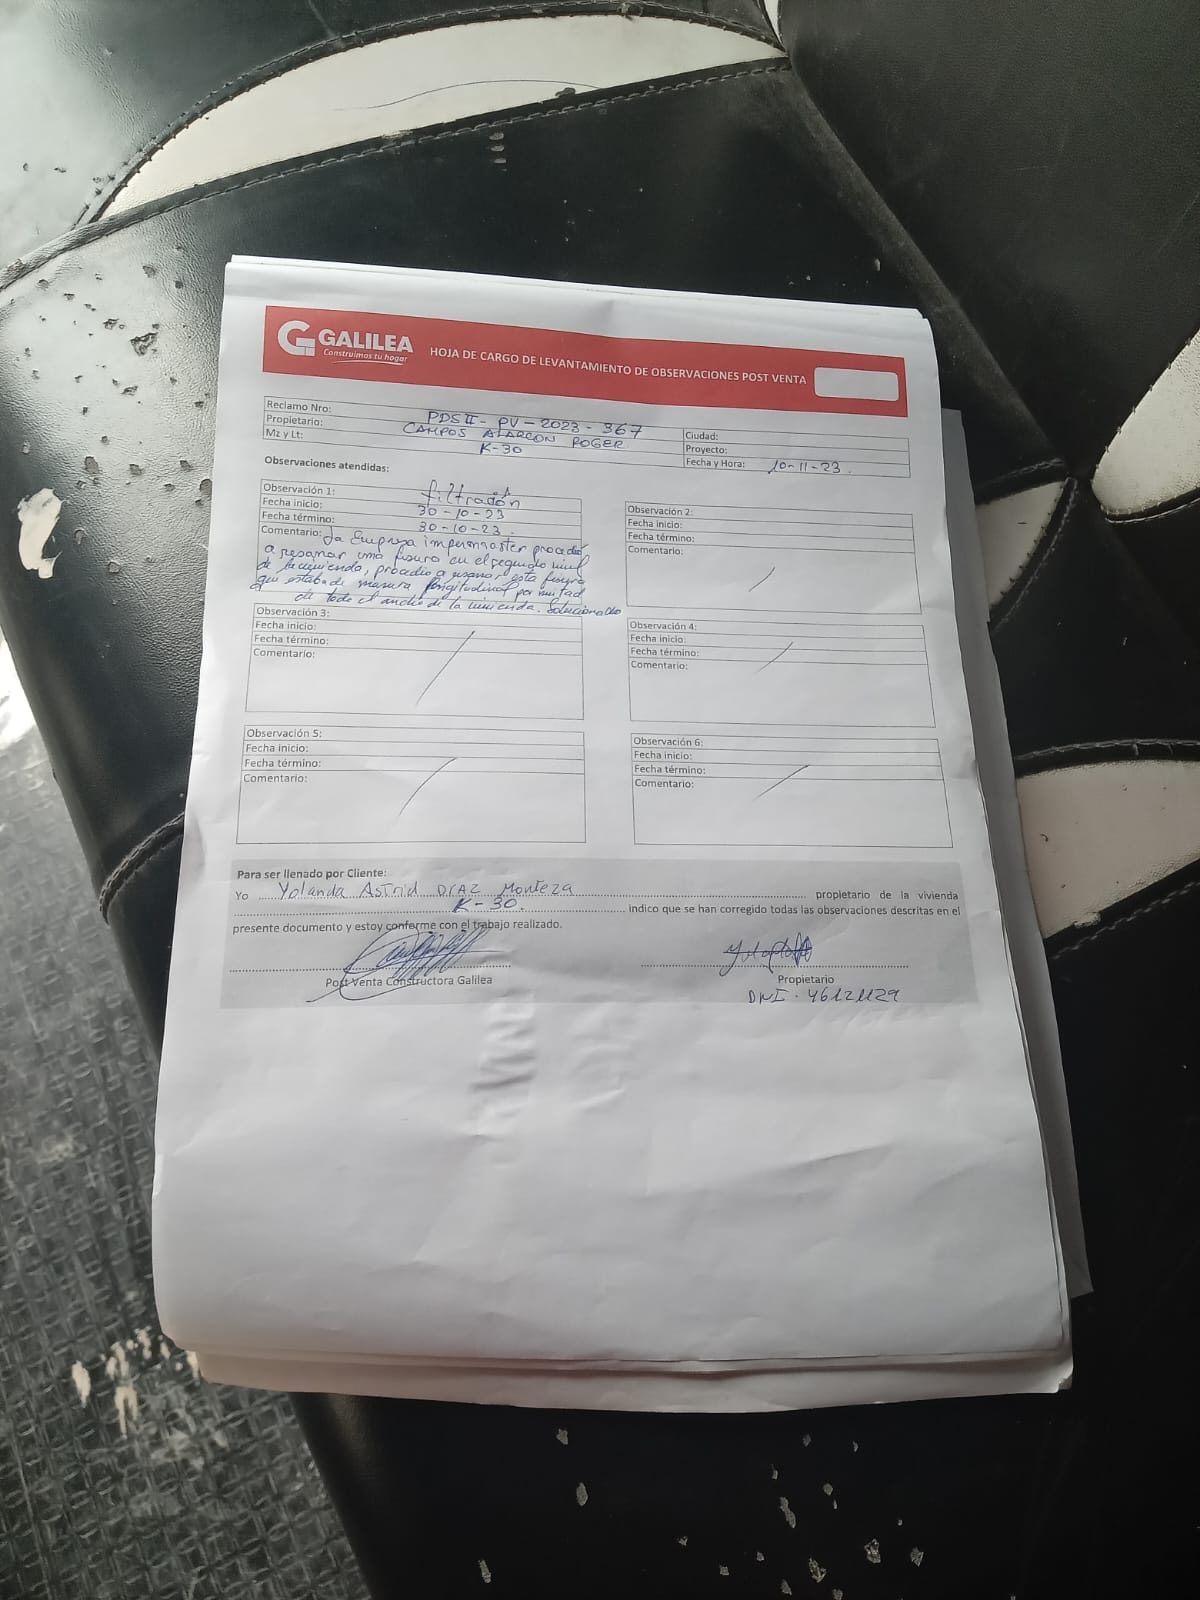 GALILEA
Construimos tu hogar
HOJA DE CARGO DE LEVANTAMIENTO DE OBSERVACIONES POST VENTA
Reclamo Nro: PDS II - PV - 2023 - 367
Propietario: CAMPOS ALARCON ROGER
Mz y Lt: K-30
Ciudad:
Proyecto:
Fecha y Hora: 10-11-23.
Observaciones atendidas:
Observación 1: filtración
Fecha inicio: 30-10-23
Fecha término: 30-10-23.
Comentario: La Empresa impermaster procedió
a resanar una fisura en el segundo nivel
de la vivienda, procedio a resanar esta fisura
que estaba de manera longitudinal por mitad
de todo el ancho de la vivienda. Solucionado
Observación 2:
Fecha inicio:
Fecha término:
Comentario:
Observación 3:
Fecha inicio:
Fecha término:
Comentario:
Observación 4:
Fecha inicio:
Fecha término:
Comentario:
Observación 5:
Fecha inicio:
Fecha término:
Comentario:
Observación 6:
Fecha inicio:
Fecha término:
Comentario:
Para ser llenado por Cliente:
Yo Yolanda Astrid DIAZ Monteza propietario de la vivienda
K-30. Indico que se han corregido todas las observaciones descritas en el
presente documento y estoy conforme con el trabajo realizado.
Post Venta Constructora Galilea
Propietario
DNI. 46121129